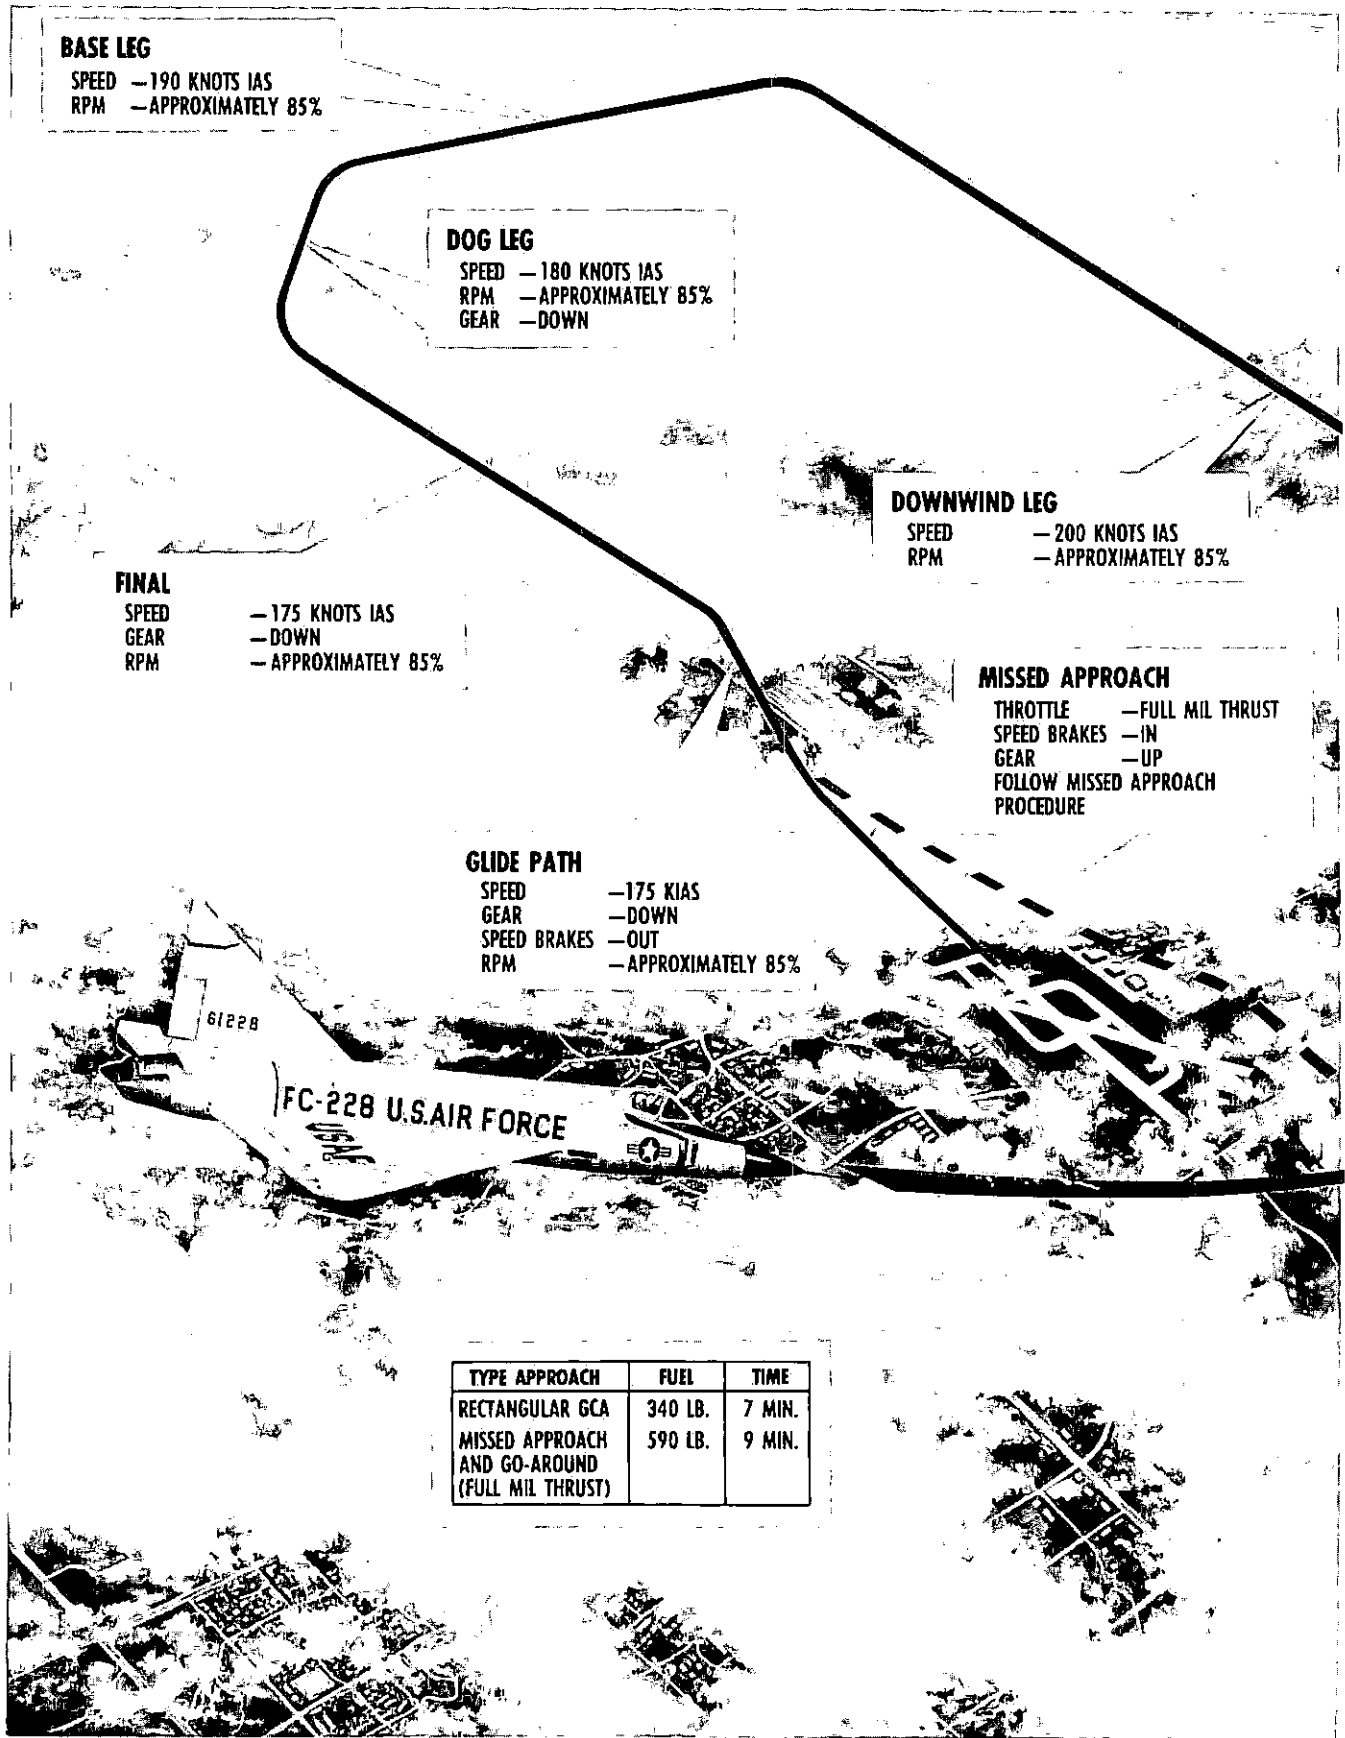 BASE LEG
SPEED —190 KNOTS IAS
RPM —APPROXIMATELY 85%
DOG LEG
SPEED —180 KNOTS IAS
RPM —APPROXIMATELY 85%
GEAR —DOWN
DOWNWIND LEG
SPEED —200 KNOTS IAS
RPM —APPROXIMATELY 85%
FINAL
SPEED —175 KNOTS IAS
GEAR —DOWN
RPM —APPROXIMATELY 85%
MISSED APPROACH
THROTTLE —FULL MIL THRUST
SPEED BRAKES —IN
GEAR —UP
FOLLOW MISSED APPROACH
PROCEDURE
GLIDE PATH
SPEED —175 KIAS
GEAR —DOWN
SPEED BRAKES —OUT
RPM —APPROXIMATELY 85%
61228
FC-228 U.S.AIR FORCE
USAF
TYPE APPROACH FUEL TIME
RECTANGULAR GCA 340 LB. 7 MIN.
MISSED APPROACH 590 LB. 9 MIN.
AND GO-AROUND
(FULL MIL THRUST)